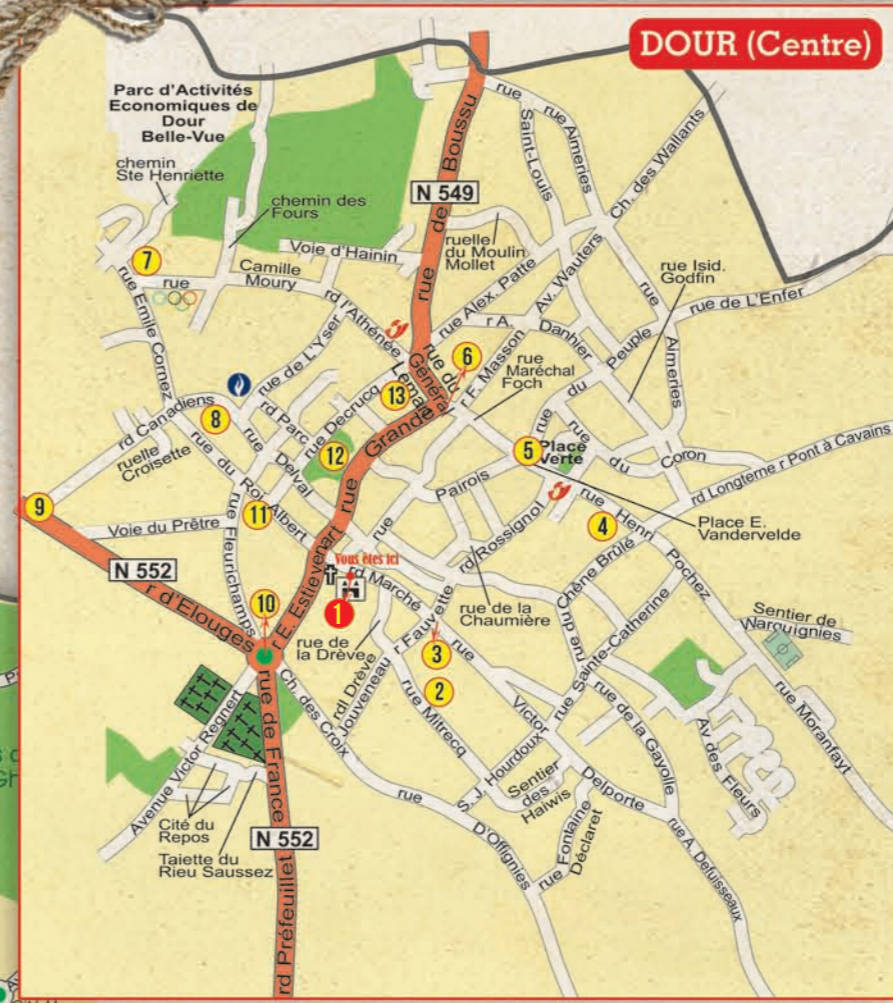 DOUR (Centre)
Parc d'Activités
Economiques de
Dour
Belle-Vue
chemin
Ste Henriette
chemin des
Fours
N 549
rue de Boussu
rue
Saint-Louis
rue Aimeries
Ch. des Wallants
ruelle
du Moulin
Mollet
Voie d'Hainin
7
rue
Camille
Moury
rd l'Athénée
rue Emile Cornez
rue Alex. Patte
Av. Wauters
rue Isid.
Godfin
rue de L'Enfer
r A. Danhier
rue
Aimeries
rue du Peuple
6
r E. Masson
rue
Maréchal
Foch
rue du
Général
Leman
rue de L'Yser
13
8
rd Canadiens
ruelle
Croisette
rd Parc
rue Decrucq
rue
Delval
12
rue Grande
5
Place
Verte
rue du Coron
Pairois
rue
rd Longterne
r Pont à Cavains
9
rue du Roi Albert
11
Voie du Prêtre
rue Fleurichamps
4
rue Henri
Pochez
Place E.
Vandervelde
rd Rossignol
N 552
r d'Elouges
r E. Estievenart
Vous êtes ici
1
rd Marché
10
rue de
la Drève
r Fauvette
rue de la
Chaumière
rue du Chêne Brûlé
3
2
rue
Victor
Delporte
rue Sainte-Catherine
Sentier de
Warquignies
rue Moranfayt
rdl Drève
Jouveneau
rue Mitrecq
Ch. des Croix
rue de France
Avenue Victor Regnert
S. J. Hourdoux
rue de la Gayolle
Av des Fleurs
Sentier
des
Haiwis
Cité du
Repos
Taiette du
Rieu Saussez
N 552
rue
D'Offignies
rue Fontaine
Déclaret
rue A. Defuisseaux
rd Préfeuillet